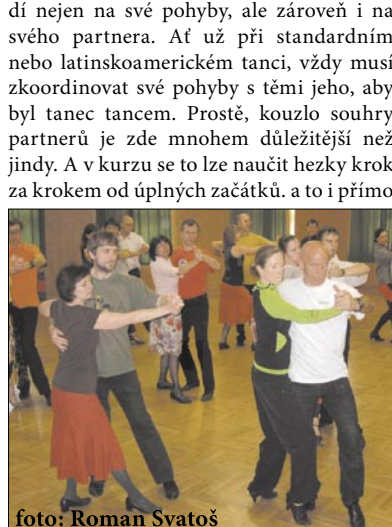 dí nejen na své pohyby, ale zároveň i na
svého partnera. Ať už při standardním
nebo latinskoamerickém tanci, vždy musí
zkoordinovat své pohyby s těmi jeho, aby
byl tanec tancem. Prostě, kouzlo souhry
partnerů je zde mnohem důležitější než
jindy. A v kurzu se to lze naučit hezky krok
za krokem od úplných začátků. a to i přímo
foto: Roman Svatoš